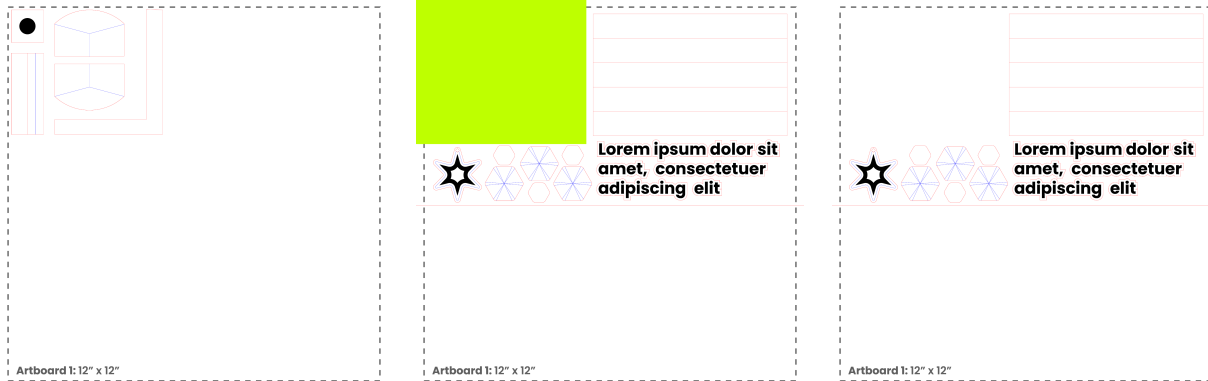 Lorem ipsum dolor sit
amet, consectetuer
adipiscing elit
Lorem ipsum dolor sit
amet, consectetuer
adipiscing elit
Artboard 1: 12” x 12”
Artboard 1: 12” x 12”
Artboard 1: 12” x 12”